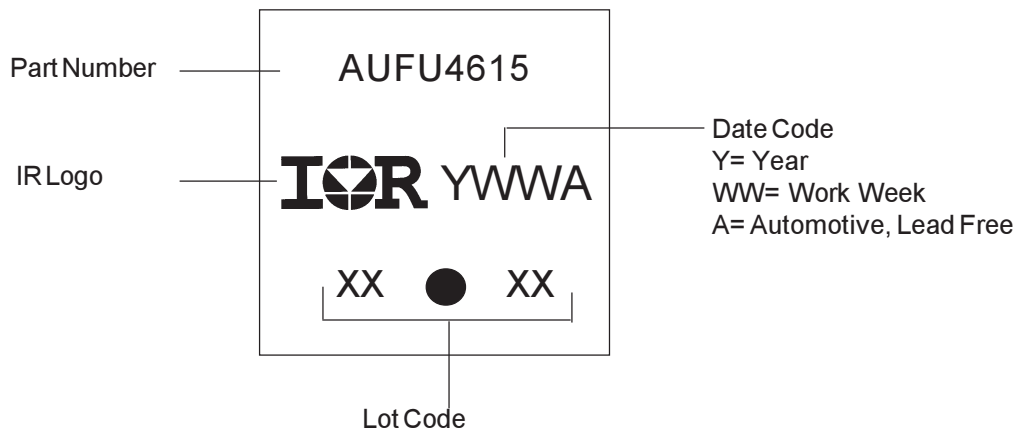 Part Number
AUFU4615
IR Logo
IOR YWWA
Date Code
Y= Year
WW= Work Week
A= Automotive, Lead Free
XX XX
Lot Code